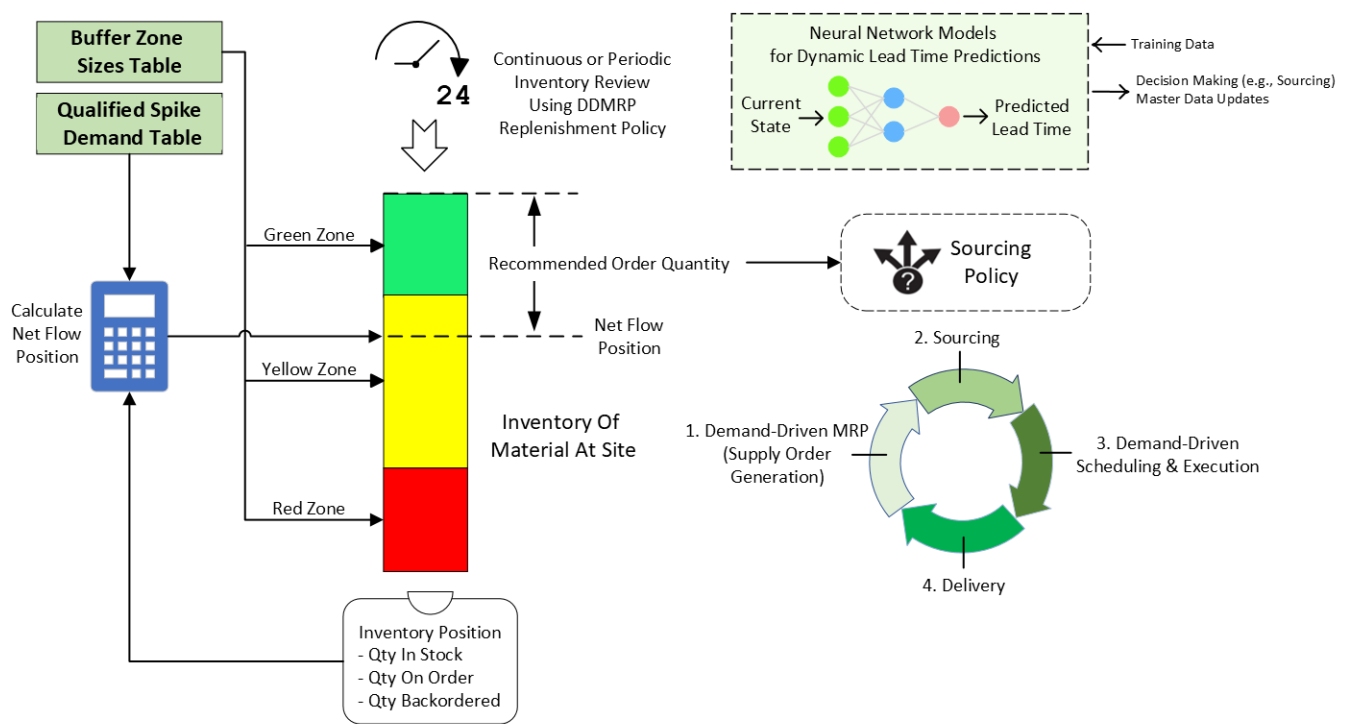 Buffer Zone
Sizes Table
Qualified Spike
Demand Table
24
Continuous or Periodic
Inventory Review
Using DDMRP
Replenishment Policy
Neural Network Models
for Dynamic Lead Time Predictions
Current
State
Predicted
Lead Time
Training Data
Decision Making (e.g., Sourcing)
Master Data Updates
Green Zone
Recommended Order Quantity
?
Sourcing
Policy
Calculate
Net Flow
Position
Net Flow
Position
Yellow Zone
Inventory Of
Material At Site
Red Zone
2. Sourcing
1. Demand-Driven MRP
(Supply Order
Generation)
3. Demand-Driven
Scheduling & Execution
4. Delivery
Inventory Position
- Qty In Stock
- Qty On Order
- Qty Backordered